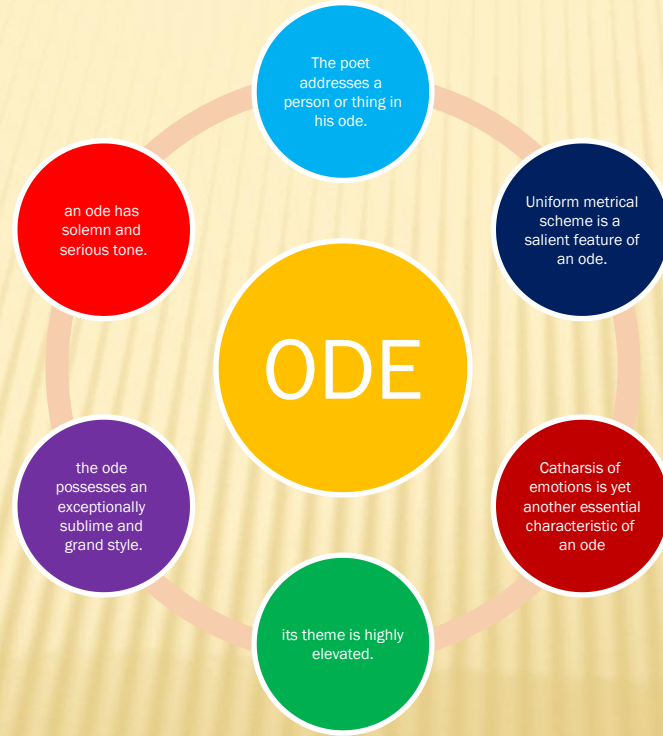 The poet
addresses a
person or thing in
his ode.
Uniform metrical
scheme is a
salient feature of
an ode.
Catharsis of
emotions is yet
another essential
characteristic of
an ode
its theme is highly
elevated.
the ode
possesses an
exceptionally
sublime and
grand style.
an ode has
solemn and
serious tone.
ODE